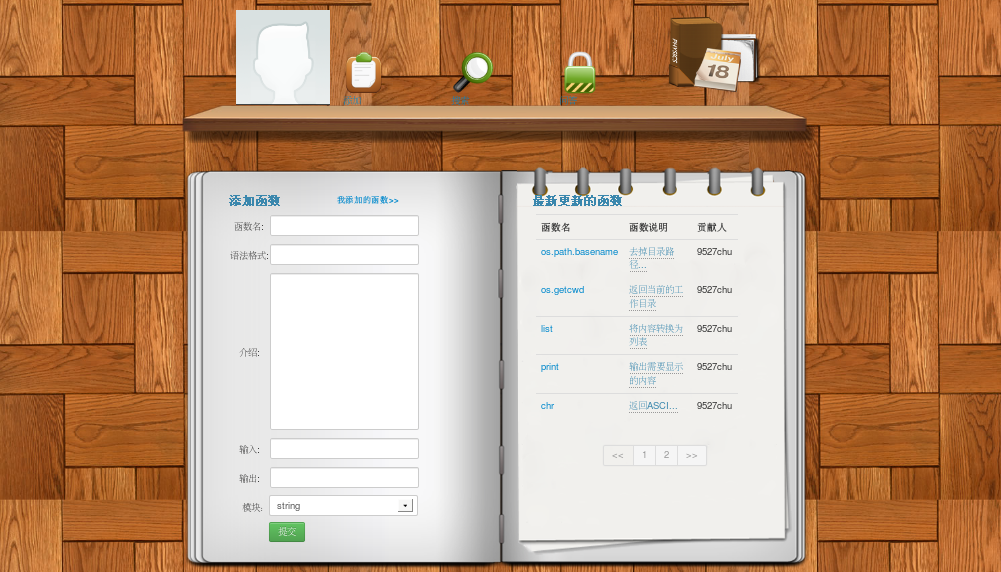 PHYSICS
July
18
添加函数
我添加的函数>>
函数名:
语法格式:
介绍:
输入:
输出:
模块:
string
提交
最新更新的函数
函数名 函数说明 贡献人
os.path.basename 去掉目录路 9527chu
径...
os.getcwd 返回当前的工 9527chu
作目录
list 将内容转换为 9527chu
列表
print 输出需要显示 9527chu
的内容
chr 返回ASCI... 9527chu
<< 1 2 >>